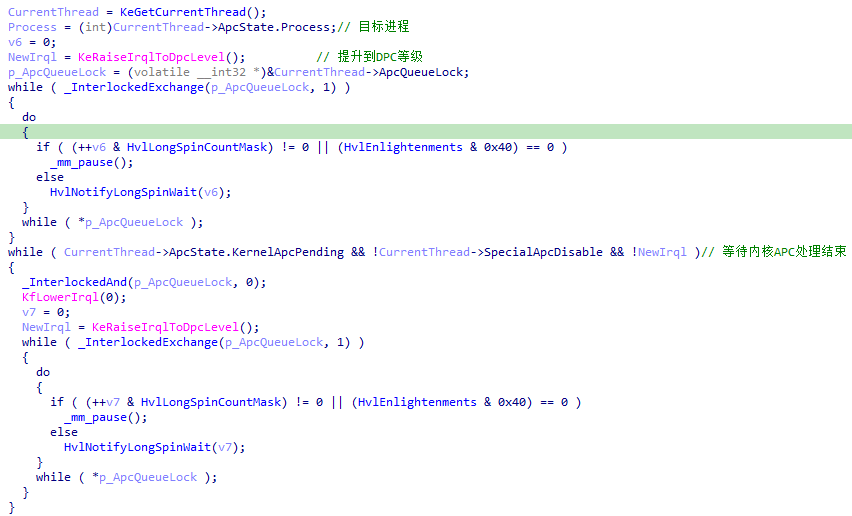 CurrentThread = KeGetCurrentThread();
Process = (int)CurrentThread->ApcState.Process;// 目标进程
v6 = 0;
NewIrql = KeRaiseIrqlToDpcLevel();          // 提升到DPC等级
p_ApcQueueLock = (volatile __int32 *)&CurrentThread->ApcQueueLock;
while ( _InterlockedExchange(p_ApcQueueLock, 1) )
{
  do
  {
    if ( (++v6 & HvlLongSpinCountMask) != 0 || (HvlEnlightenments & 0x40) == 0 )
      _mm_pause();
    else
      HvlNotifyLongSpinWait(v6);
  }
  while ( *p_ApcQueueLock );
}
while ( CurrentThread->ApcState.KernelApcPending && !CurrentThread->SpecialApcDisable && !NewIrql )// 等待内核APC处理结束
{
  _InterlockedAnd(p_ApcQueueLock, 0);
  KfLowerIrql(0);
  v7 = 0;
  NewIrql = KeRaiseIrqlToDpcLevel();
  while ( _InterlockedExchange(p_ApcQueueLock, 1) )
  {
    do
    {
      if ( (++v7 & HvlLongSpinCountMask) != 0 || (HvlEnlightenments & 0x40) == 0 )
        _mm_pause();
      else
        HvlNotifyLongSpinWait(v7);
    }
    while ( *p_ApcQueueLock );
  }
}